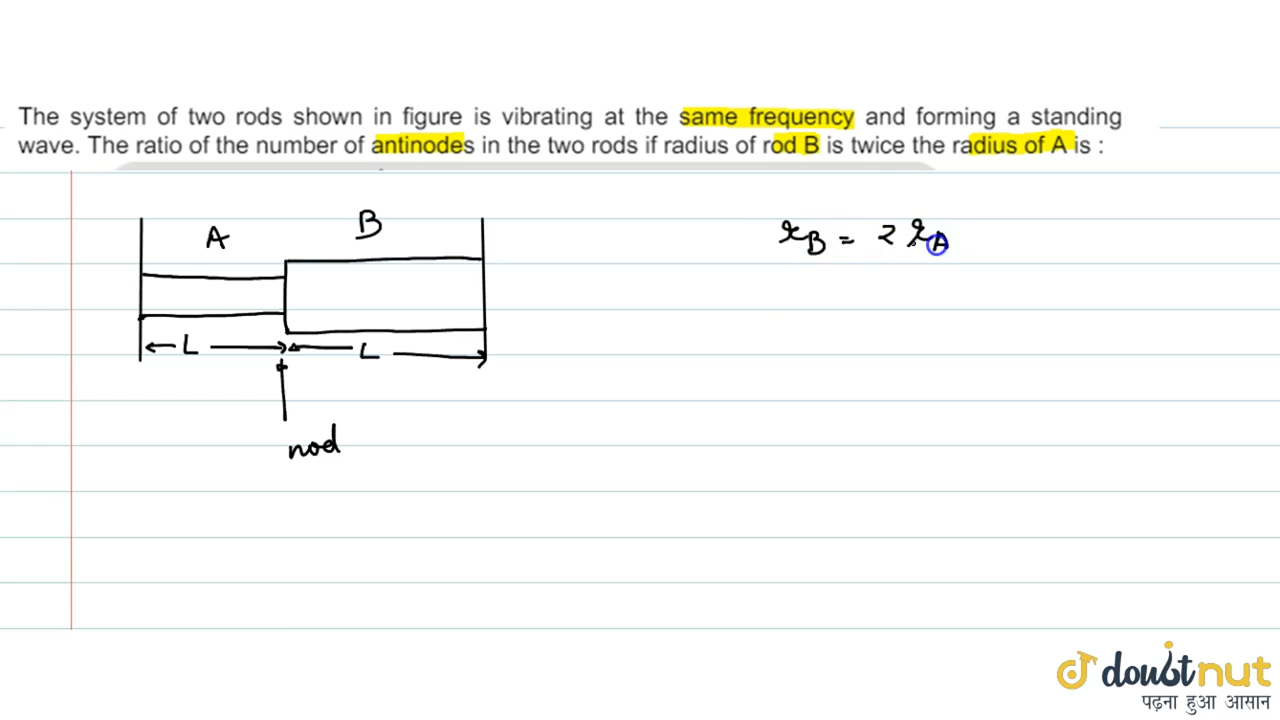 The system of two rods shown in figure is vibrating at the same frequency and forming a standing
wave. The ratio of the number of antinodes in the two rods if radius of rod B is twice the radius of A is :
A
B
r_B = 2 r_A
L
L
nod
doubtnut
पढ़ना हुआ आसान